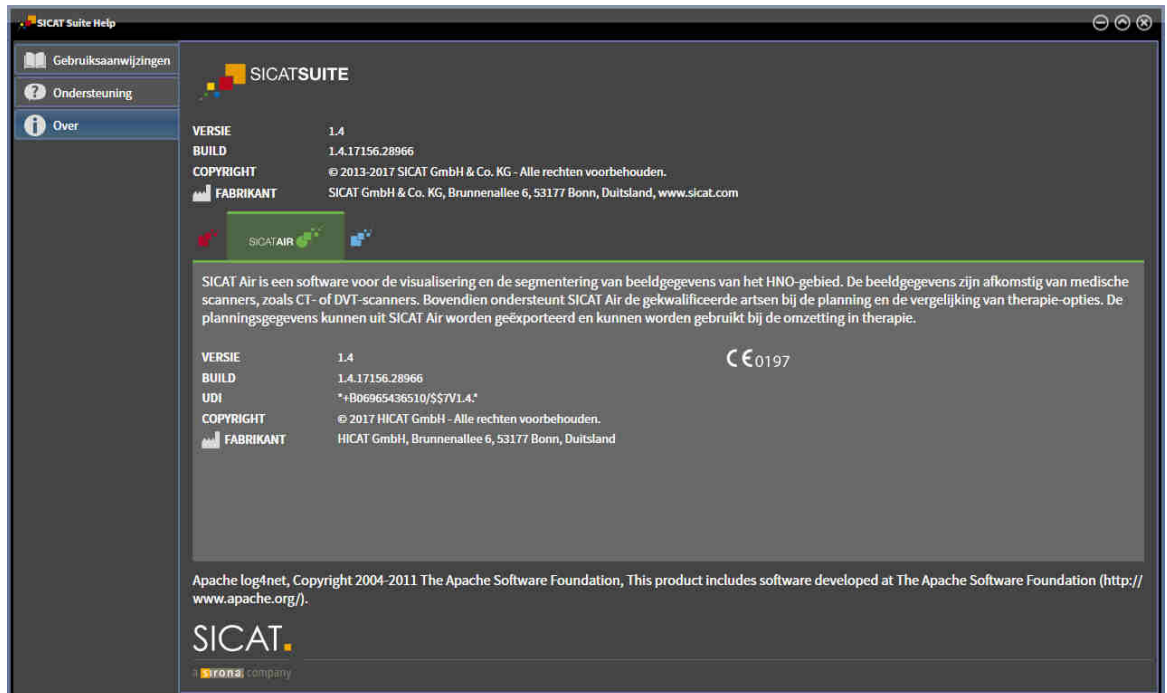 SICAT Suite Help
Gebruiksaanwijzingen
Ondersteuning
Over
SICATSUITE
VERSIE 1.4
BUILD 1.4.17156.28966
COPYRIGHT © 2013-2017 SICAT GmbH & Co. KG - Alle rechten voorbehouden.
FABRIKANT SICAT GmbH & Co. KG, Brunnenallee 6, 53177 Bonn, Duitsland, www.sicat.com
SICATAIR
SICAT Air is een software voor de visualisering en de segmentering van beeldgegevens van het HNO-gebied. De beeldgegevens zijn afkomstig van medische
scanners, zoals CT- of DVT-scanners. Bovendien ondersteunt SICAT Air de gekwalificeerde artsen bij de planning en de vergelijking van therapie-opties. De
planningsgegevens kunnen uit SICAT Air worden geëxporteerd en kunnen worden gebruikt bij de omzetting in therapie.
VERSIE 1.4
CE0197
BUILD 1.4.17156.28966
UDI *+B06965436510/$$7V1.4.*
COPYRIGHT © 2017 HICAT GmbH - Alle rechten voorbehouden.
FABRIKANT HICAT GmbH, Brunnenallee 6, 53177 Bonn, Duitsland
Apache log4net, Copyright 2004-2011 The Apache Software Foundation, This product includes software developed at The Apache Software Foundation (http://
www.apache.org/).
SICAT.
a sirona company